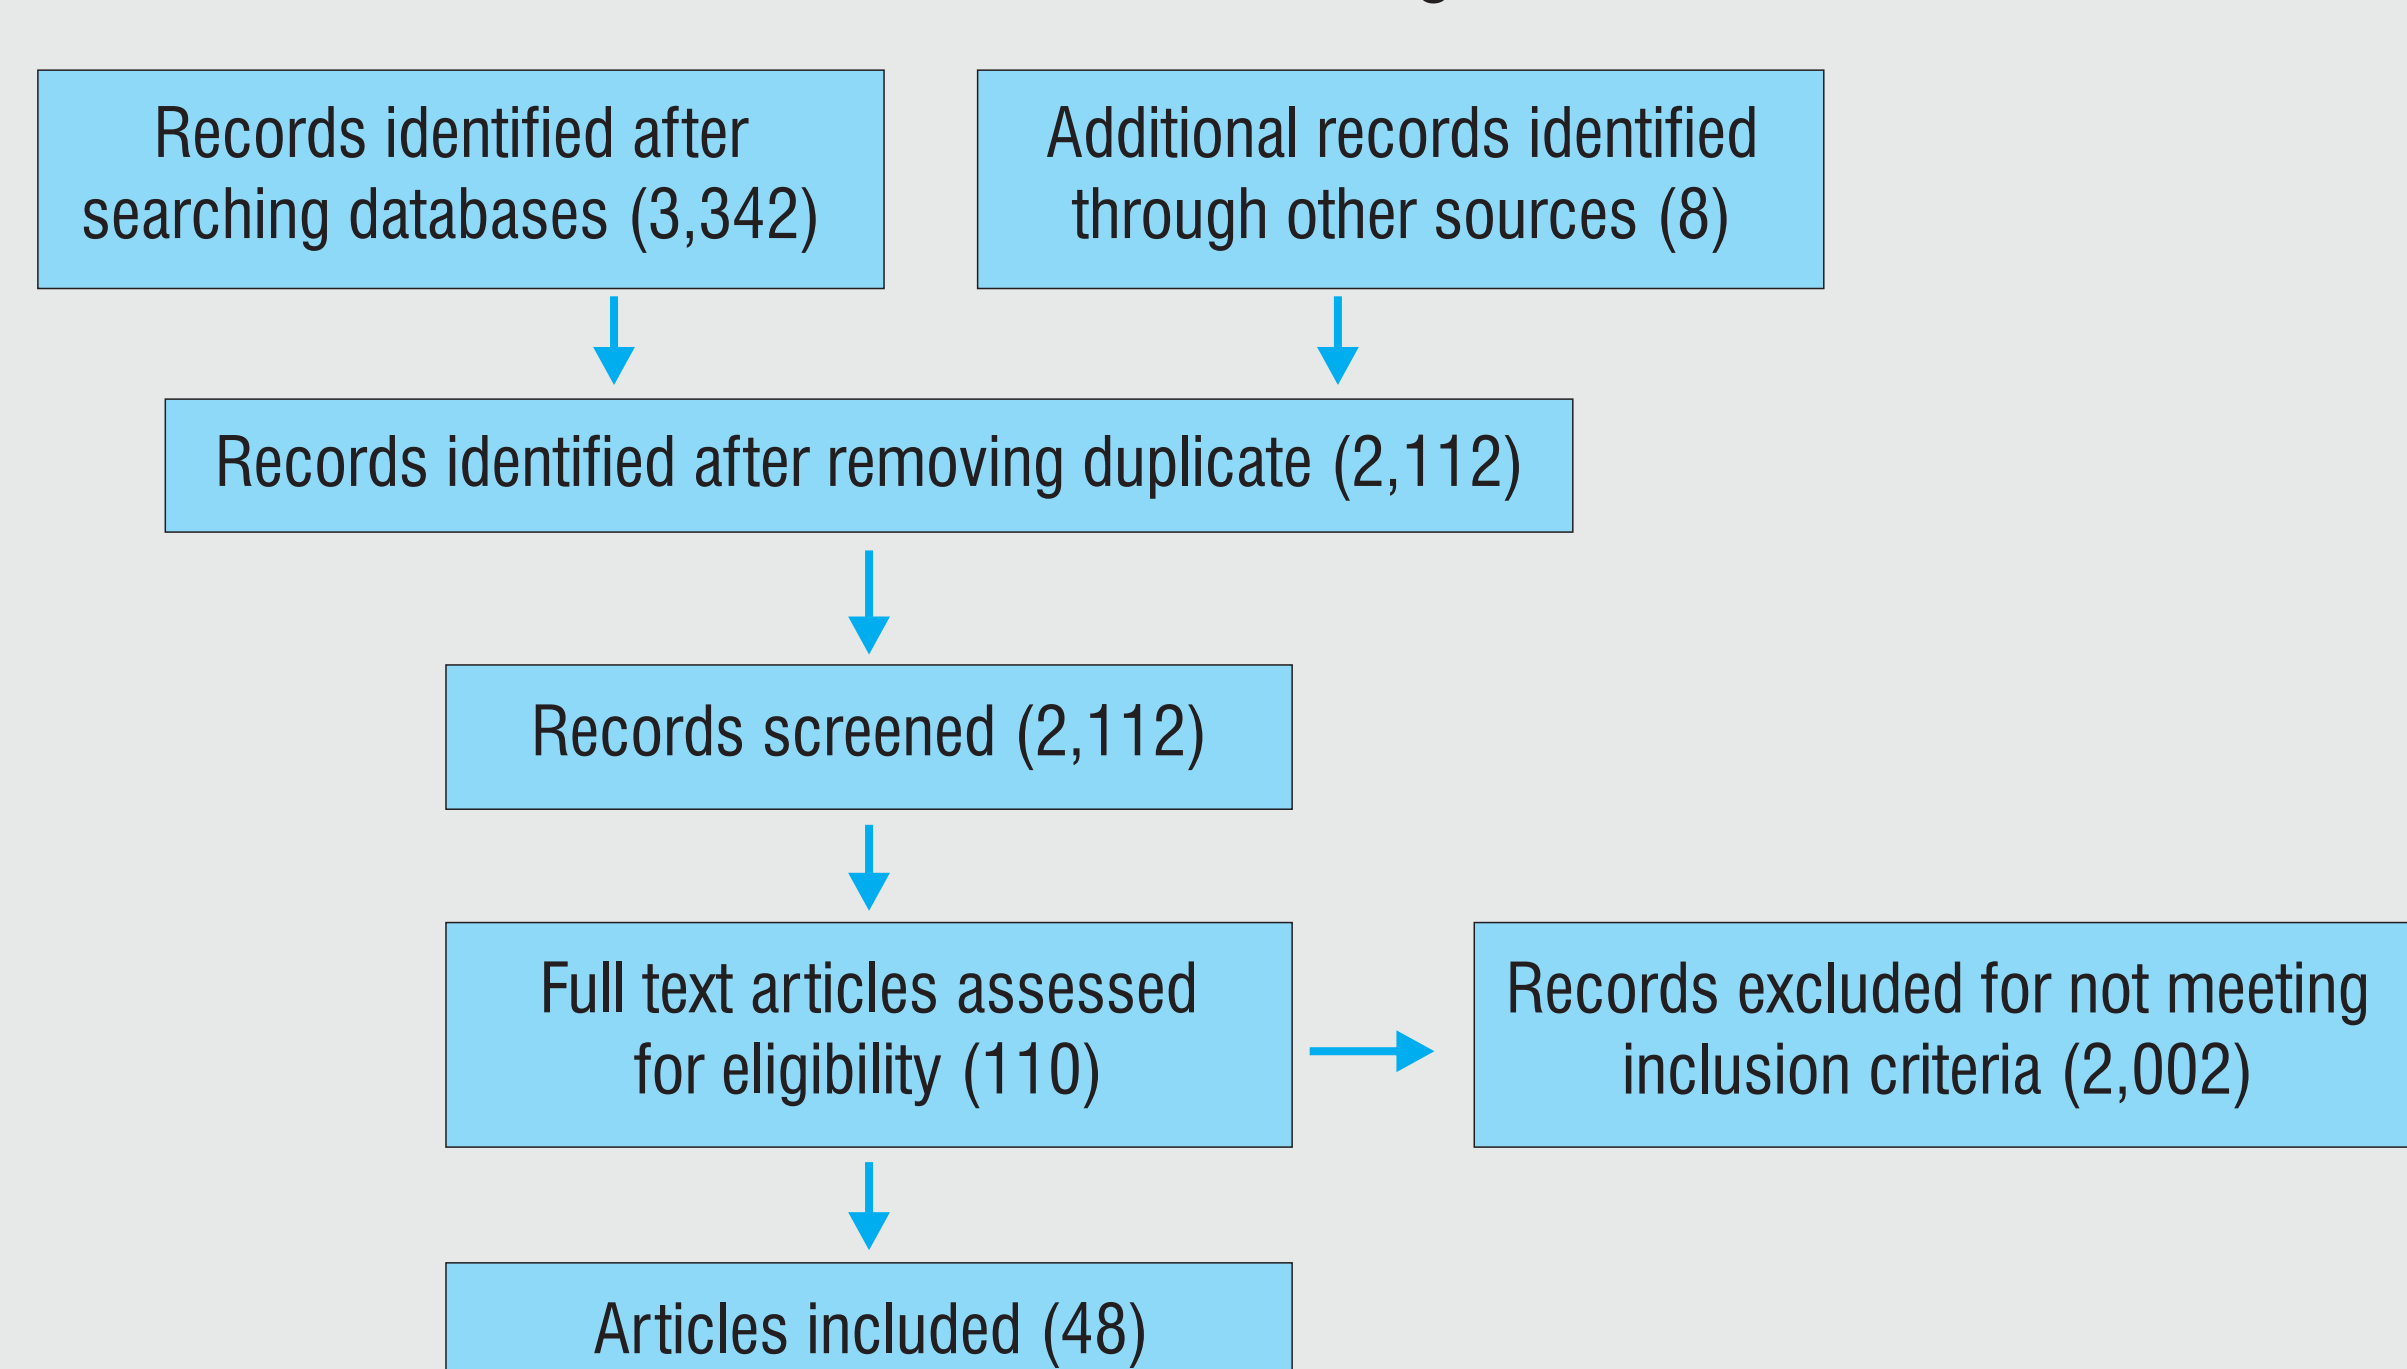 Records identified after
searching databases (3,342)
Additional records identified
through other sources (8)
Records identified after removing duplicate (2,112)
Records screened (2,112)
Full text articles assessed
for eligibility (110)
Records excluded for not meeting
inclusion criteria (2,002)
Articles included (48)